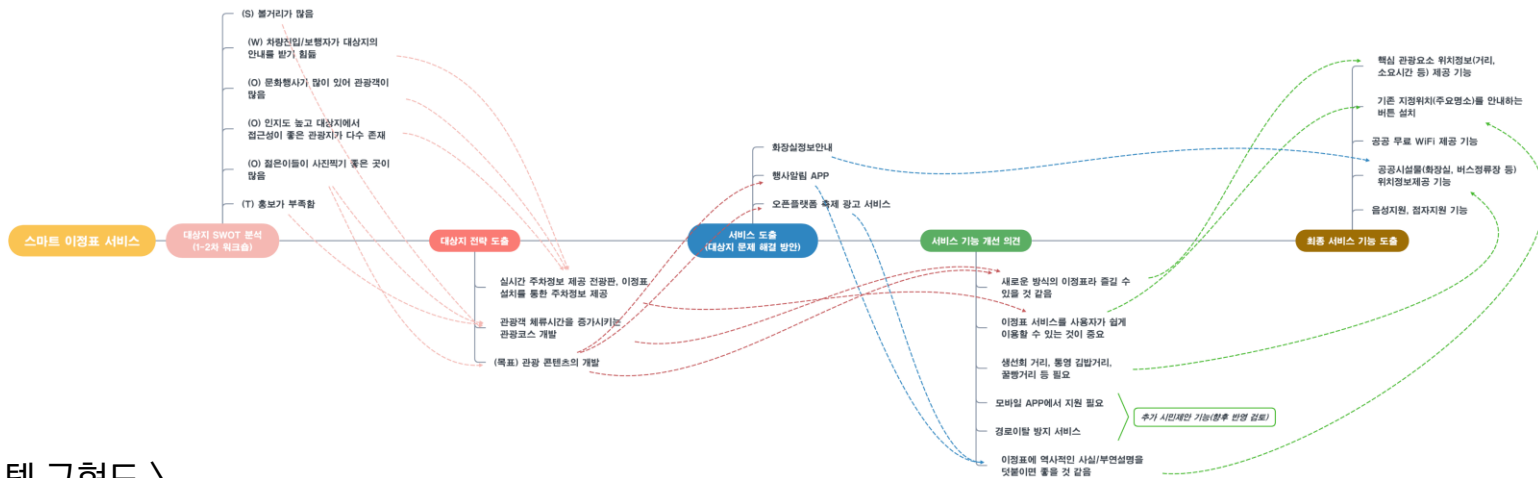 (S) 볼거리가 많음
(W) 차량진입/보행자가 대상지의
안내를 받기 힘듦
(O) 문화행사가 많이 있어 관광객이
많음
(O) 인지도 높고 대상지에서
접근성이 좋은 관광지가 다수 존재
(O) 젊은이들이 사진찍기 좋은 곳이
많음
(T) 홍보가 부족함
스마트 이정표 서비스
대상지 SWOT 분석
(1~2차 워크숍)
대상지 전략 도출
실시간 주차정보 제공 전광판, 이정표
설치를 통한 주차정보 제공
관광객 체류시간을 증가시키는
관광코스 개발
(목표) 관광 콘텐츠의 개발
화장실정보안내
행사알림 APP
오픈플랫폼 축제 광고 서비스
서비스 도출
(대상지 문제 해결 방안)
서비스 기능 개선 의견
새로운 방식의 이정표라 즐길 수
있을 것 같음
이정표 서비스를 사용자가 쉽게
이용할 수 있는 것이 중요
생선회 거리, 통영 김밥거리,
꿀빵거리 등 필요
모바일 APP에서 지원 필요
경로이탈 방지 서비스
이정표에 역사적인 사실/부연설명을
덧붙이면 좋을 것 같음
추가 시민제안 기능(향후 반영 검토)
핵심 관광요소 위치정보(거리,
소요시간 등) 제공 기능
기존 지정위치(주요명소)를 안내하는
버튼 설치
공공 무료 WiFi 제공 기능
공공시설물(화장실, 버스정류장 등)
위치정보제공 기능
음성지원, 점자지원 기능
최종 서비스 기능 도출